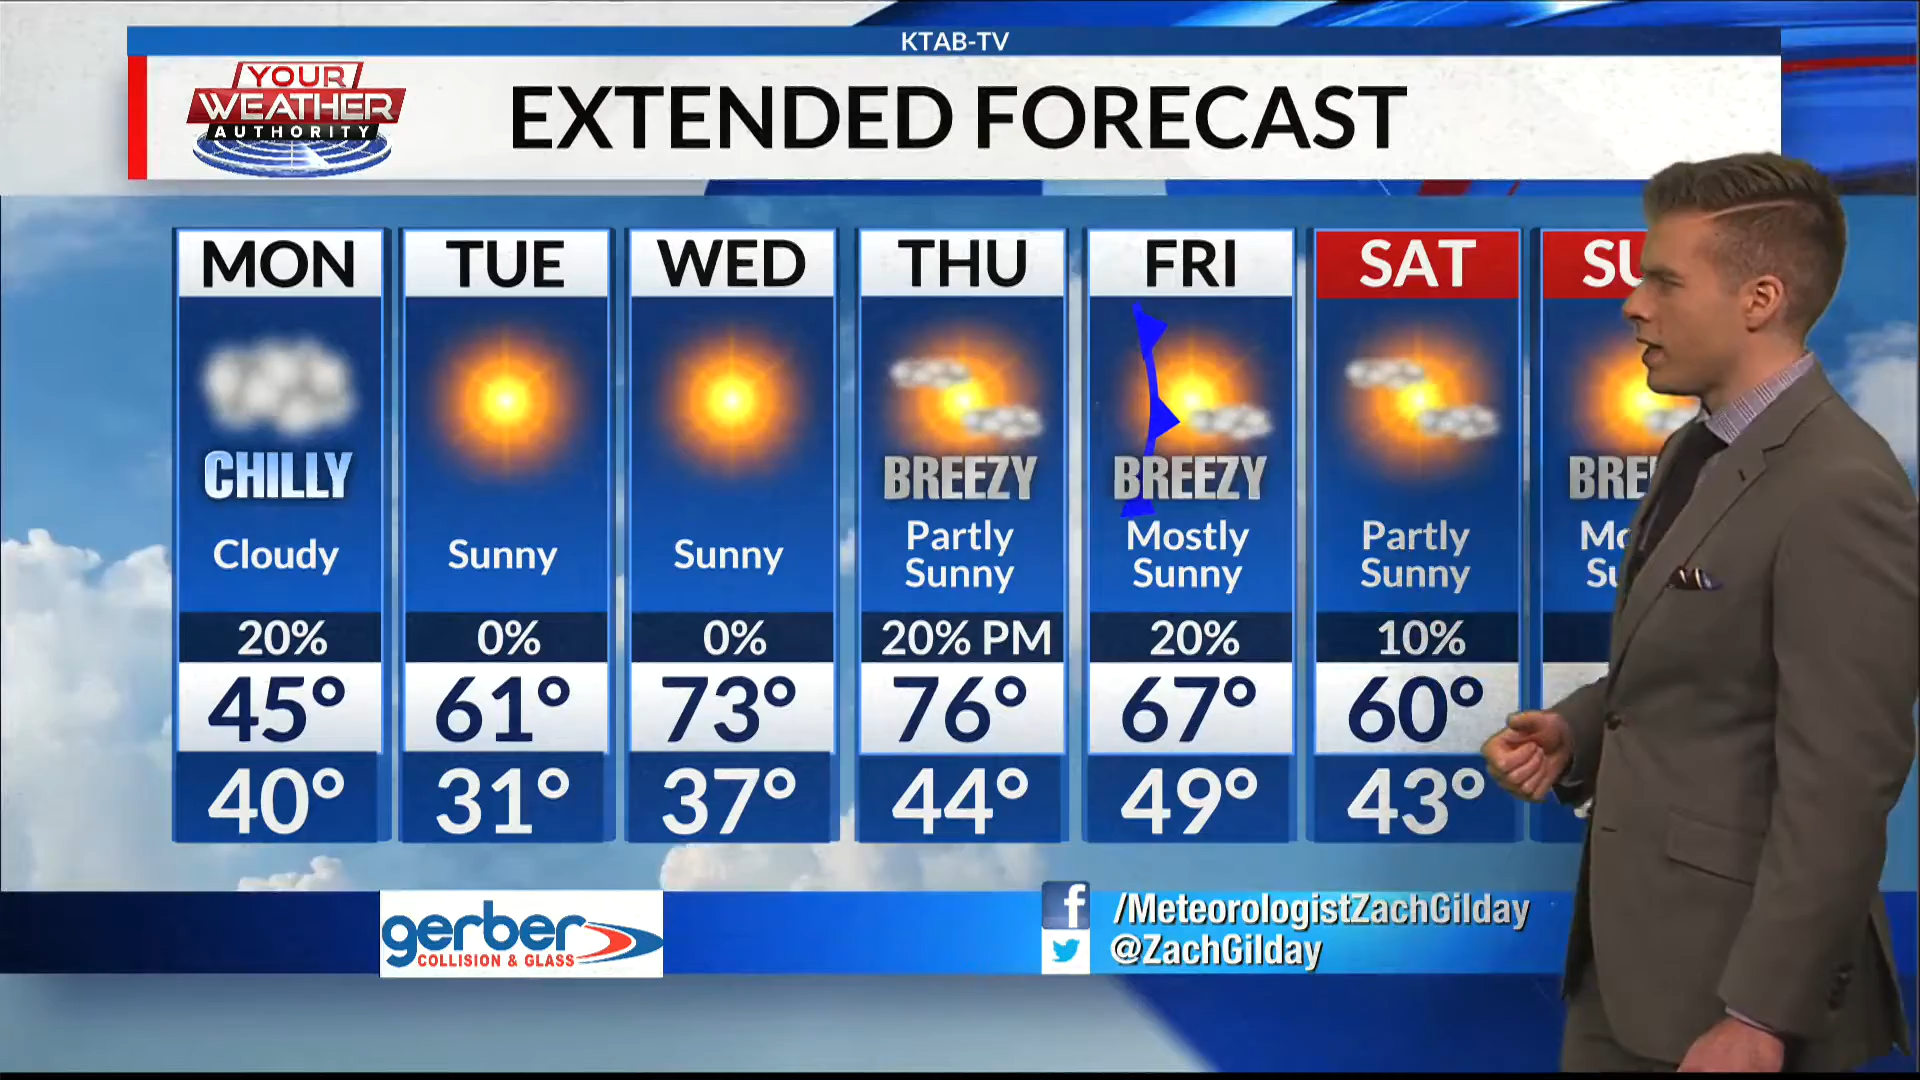 KTAB-TV
YOUR
WEATHER
AUTHORITY
EXTENDED FORECAST
MON
TUE
WED
THU
FRI
SAT
CHILLY
BREEZY
BREEZY
Cloudy
Sunny
Sunny
Partly
Sunny
Mostly
Sunny
Partly
Sunny
20%
0%
0%
20% PM
20%
10%
45°
61°
73°
76°
67°
60°
40°
31°
37°
44°
49°
43°
gerber
COLLISION & GLASS
f /MeteorologistZachGilday
@ZachGilday